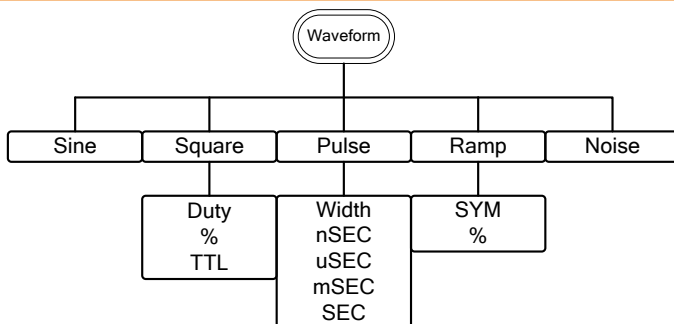 Waveform
Sine Square Pulse Ramp Noise
Duty
%
TTL
Width
nSEC
uSEC
mSEC
SEC
SYM
%